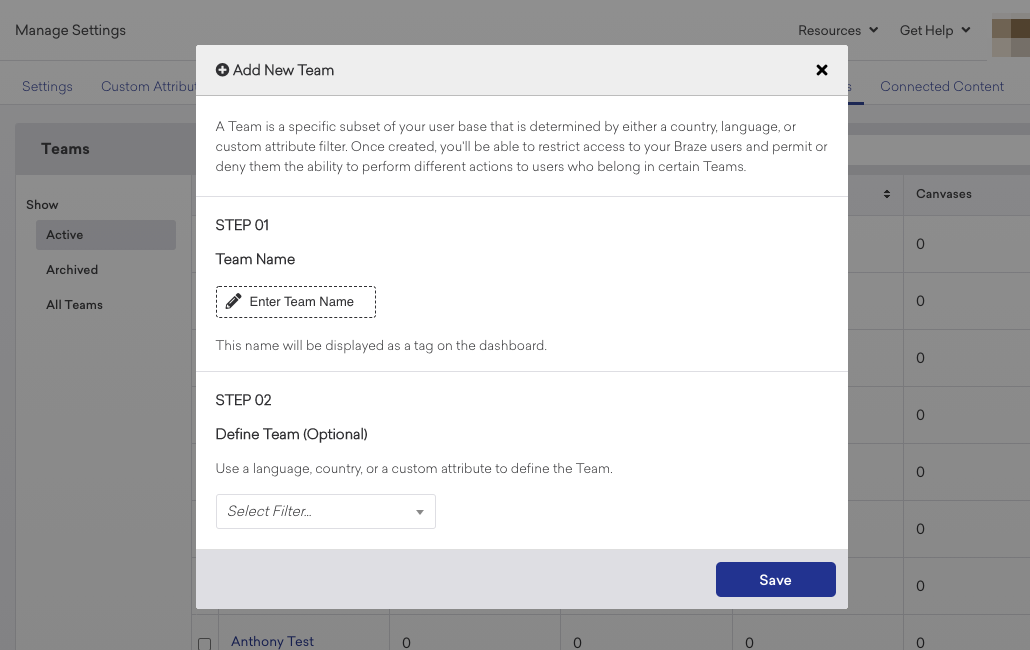 Manage Settings
Resources
Get Help
Settings
Custom Attribut
s
Connected Content
Add New Team
A Team is a specific subset of your user base that is determined by either a country, language, or
custom attribute filter. Once created, you'll be able to restrict access to your Braze users and permit or
deny them the ability to perform different actions to users who belong in certain Teams.
STEP 01
Team Name
Enter Team Name
This name will be displayed as a tag on the dashboard.
STEP 02
Define Team (Optional)
Use a language, country, or a custom attribute to define the Team.
Select Filter...
Save
Teams
Show
Active
Archived
All Teams
Canvases
0
0
0
0
0
0
0
Anthony Test 0 0 0 0